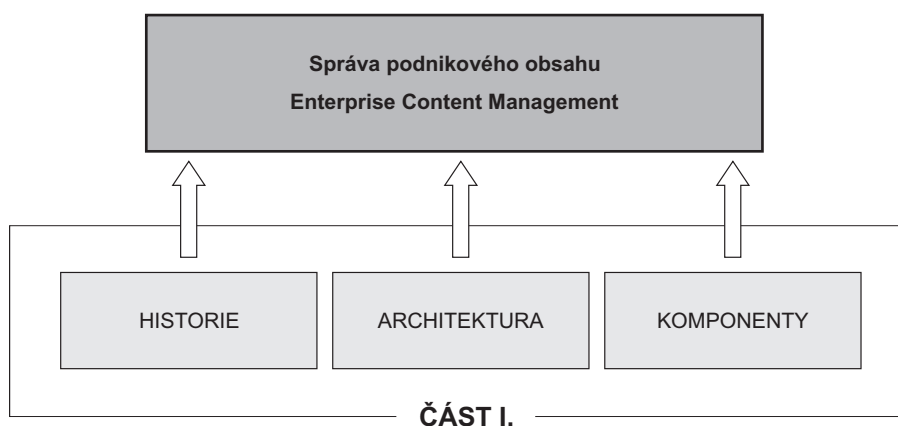 Správa podnikového obsahu
Enterprise Content Management
HISTORIE
ARCHITEKTURA
KOMPONENTY
ČÁST I.